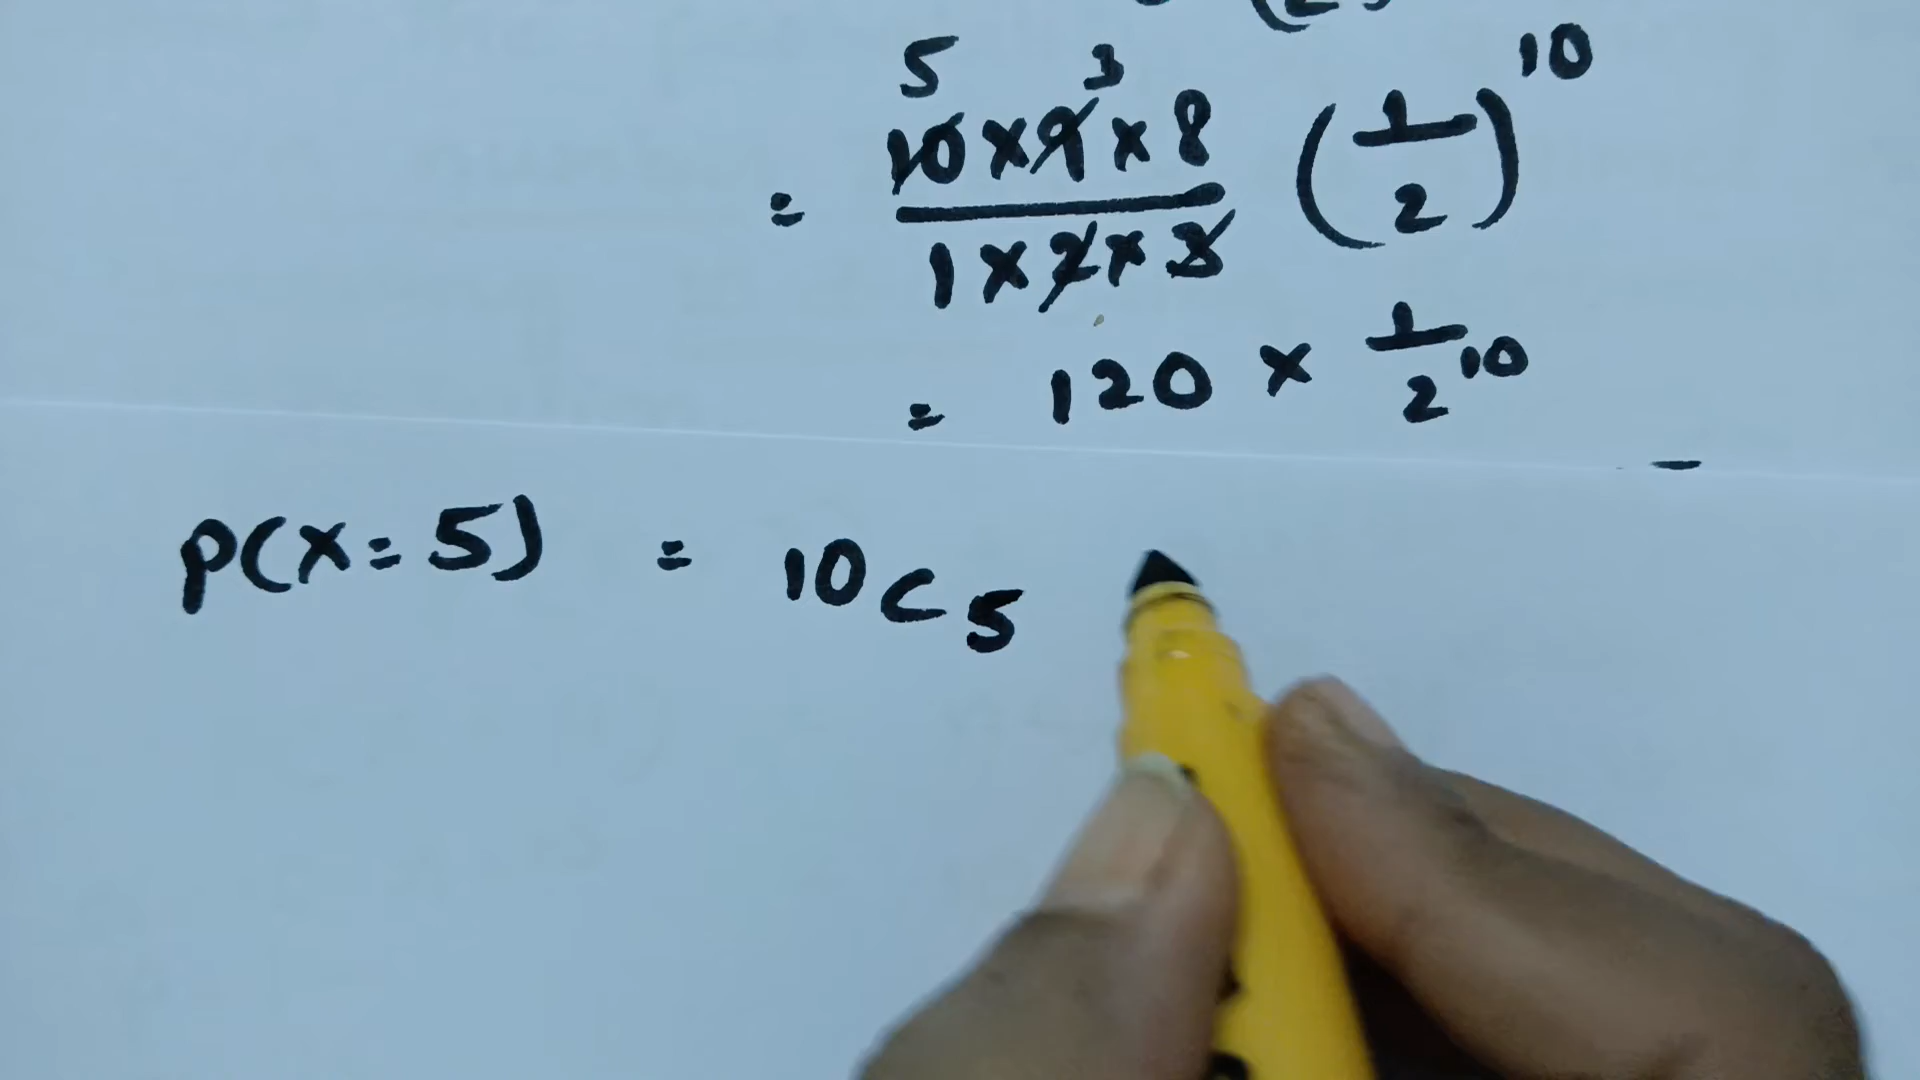 5 3
= 10×9×8 / 1×2×3 (1/2)^10
= 120 × 1/2^10
P(x=5) = 10C5